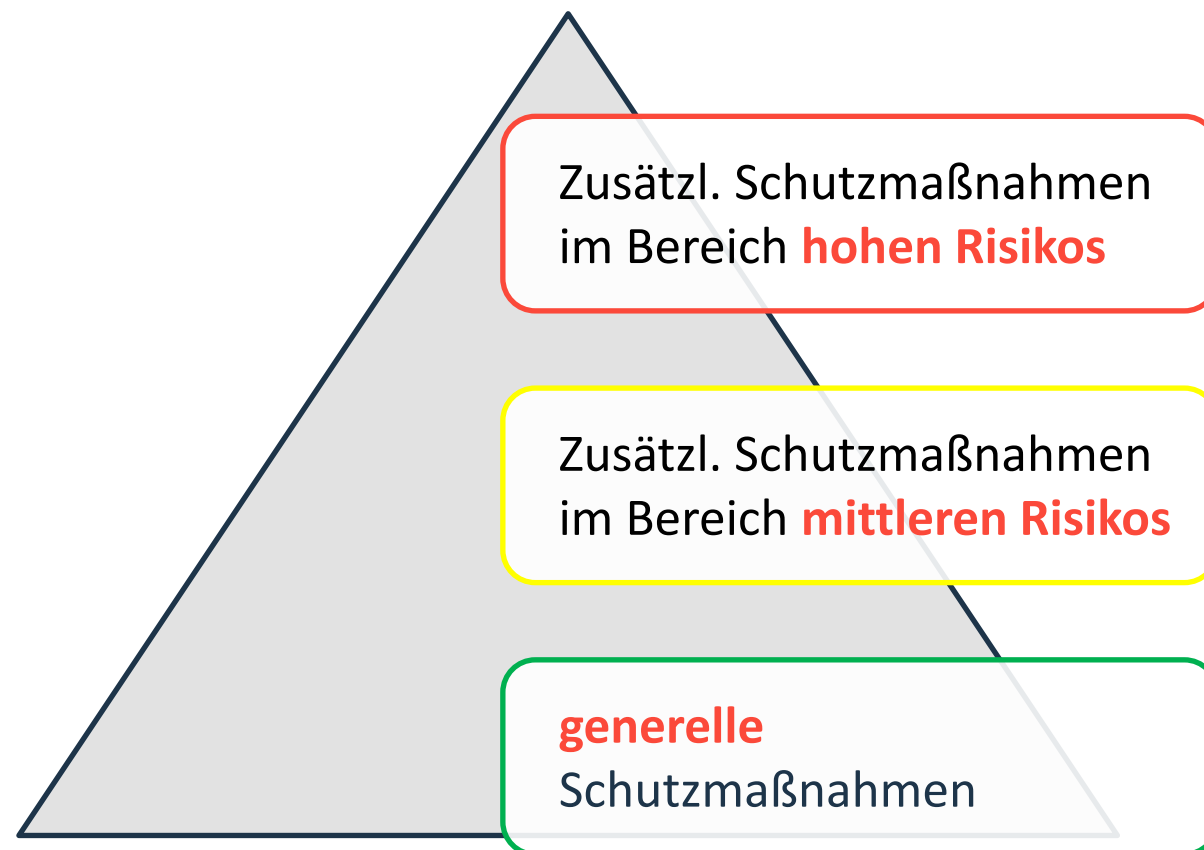 Zusätzl. Schutzmaßnahmen
im Bereich hohen Risikos
Zusätzl. Schutzmaßnahmen
im Bereich mittleren Risikos
generelle
Schutzmaßnahmen